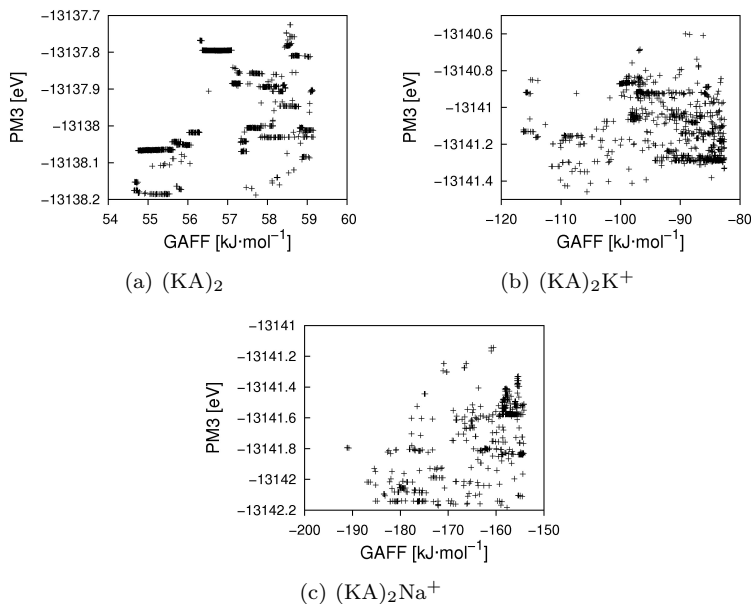 -13137.7
-13137.8
-13137.9
-13138
-13138.1
-13138.2
PM3 [eV]
54 55 56 57 58 59 60
GAFF [kJ·mol⁻¹]
(a) (KA)₂
-13140.6
-13140.8
-13141
-13141.2
-13141.4
PM3 [eV]
-120 -110 -100 -90 -80
GAFF [kJ·mol⁻¹]
(b) (KA)₂K⁺
-13141
-13141.2
-13141.4
-13141.6
-13141.8
-13142
-13142.2
PM3 [eV]
-200 -190 -180 -170 -160 -150
GAFF [kJ·mol⁻¹]
(c) (KA)₂Na⁺